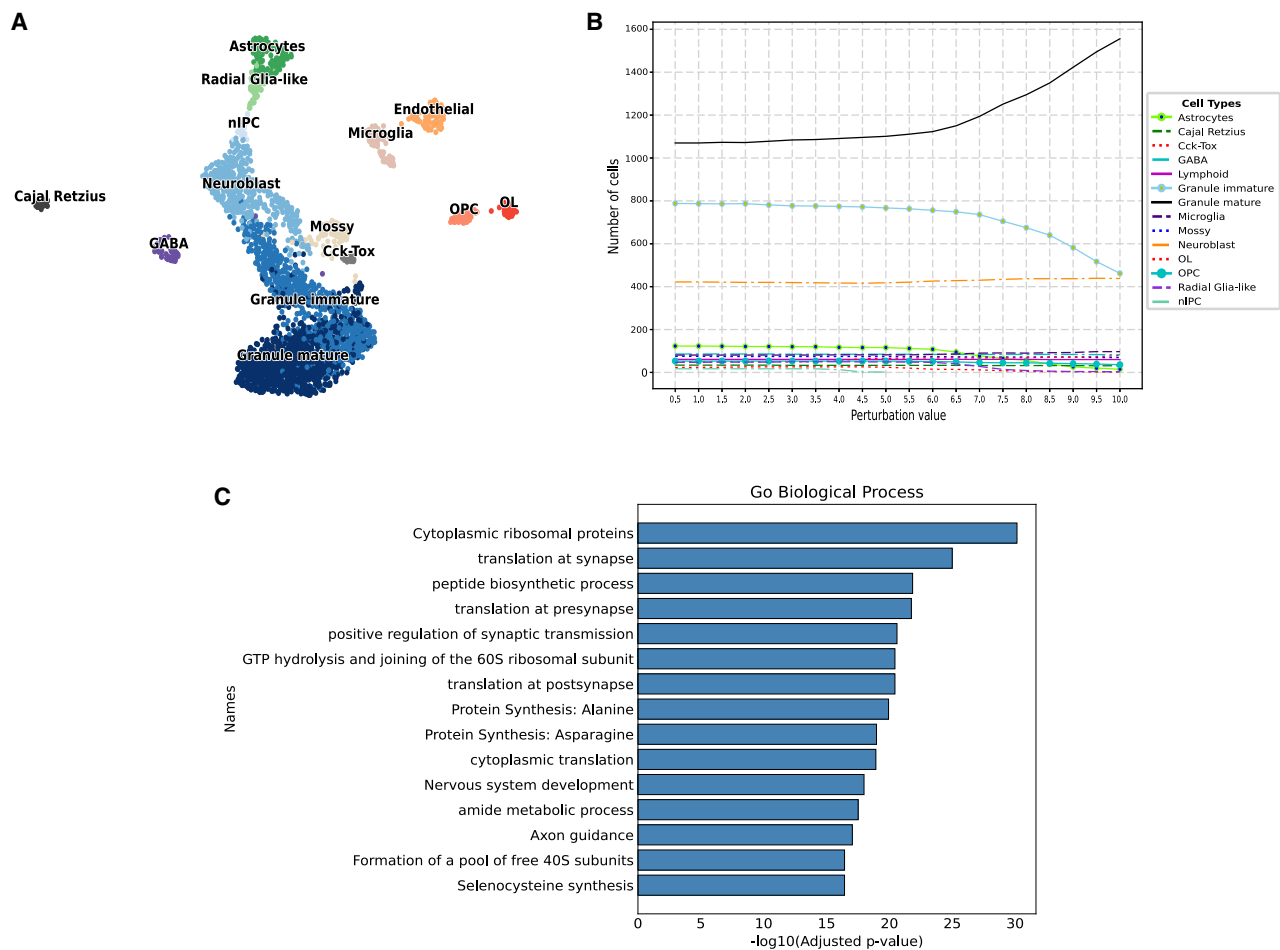 A
Astrocytes
Radial Glia-like
nIPC
Endothelial
Microglia
Neuroblast
Cajal Retzius
OPC
OL
Mossy
GABA
Cck-Tox
Granule immature
Granule mature
B
1600
1400
1200
1000
800
600
400
200
0
Number of cells
0.5 1.0 1.5 2.0 2.5 3.0 3.5 4.0 4.5 5.0 5.5 6.0 6.5 7.0 7.5 8.0 8.5 9.0 9.5 10.0
Perturbation value
Cell Types
Astrocytes
Cajal Retzius
Cck-Tox
GABA
Lymphoid
Granule immature
Granule mature
Microglia
Mossy
Neuroblast
OL
OPC
Radial Glia-like
nIPC
C
Go Biological Process
Names
Cytoplasmic ribosomal proteins
translation at synapse
peptide biosynthetic process
translation at presynapse
positive regulation of synaptic transmission
GTP hydrolysis and joining of the 60S ribosomal subunit
translation at postsynapse
Protein Synthesis: Alanine
Protein Synthesis: Asparagine
cytoplasmic translation
Nervous system development
amide metabolic process
Axon guidance
Formation of a pool of free 40S subunits
Selenocysteine synthesis
0 5 10 15 20 25 30
-log10(Adjusted p-value)